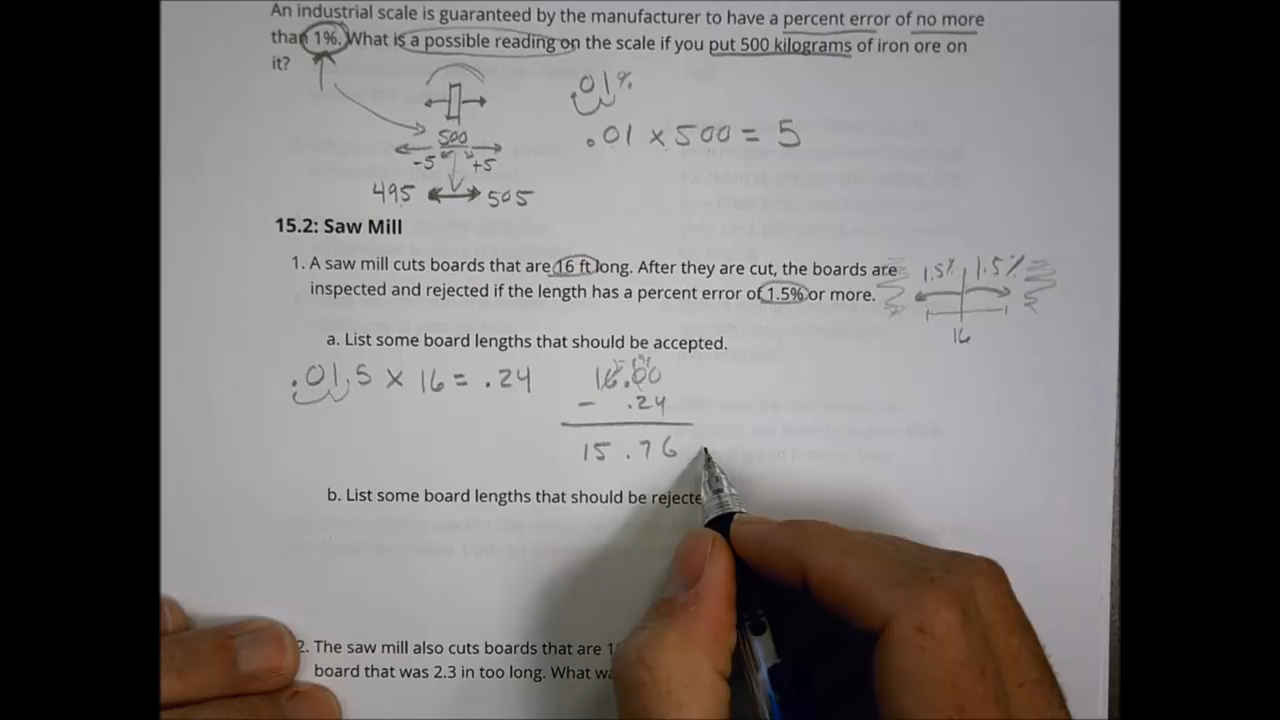 An industrial scale is guaranteed by the manufacturer to have a percent error of no more
than 1%. What is a possible reading on the scale if you put 500 kilograms of iron ore on
it?
.01%
.01 x 500 = 5
500
-5 +5
495 505
15.2: Saw Mill
1. A saw mill cuts boards that are 16 ft long. After they are cut, the boards are
inspected and rejected if the length has a percent error of 1.5% or more.
1.5% 1.5%
16
a. List some board lengths that should be accepted.
.01.5 x 16 = .24
16.00
- .24
15.76
b. List some board lengths that should be rejecte
2. The saw mill also cuts boards that are 1
board that was 2.3 in too long. What wa